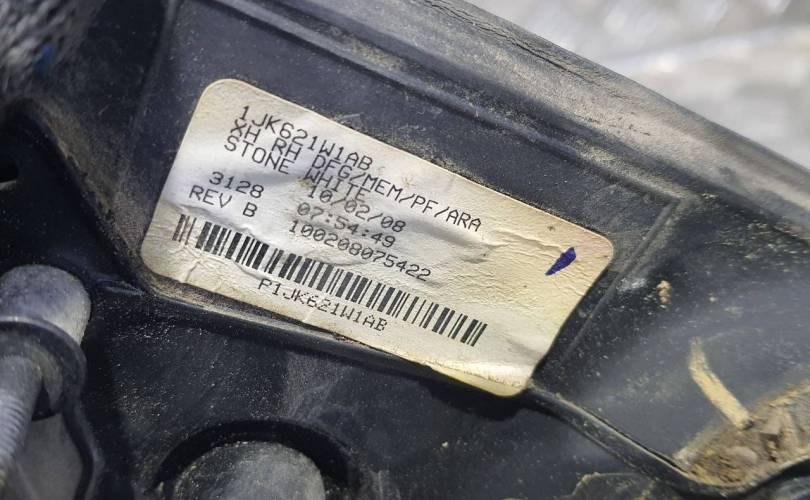 1JK621W1AB
XH RH DFG/MEM/PF/ARA
STONE WHITE
3128 10/02/08
REV B 07:54:49
100208075422
P1JK621W1AB